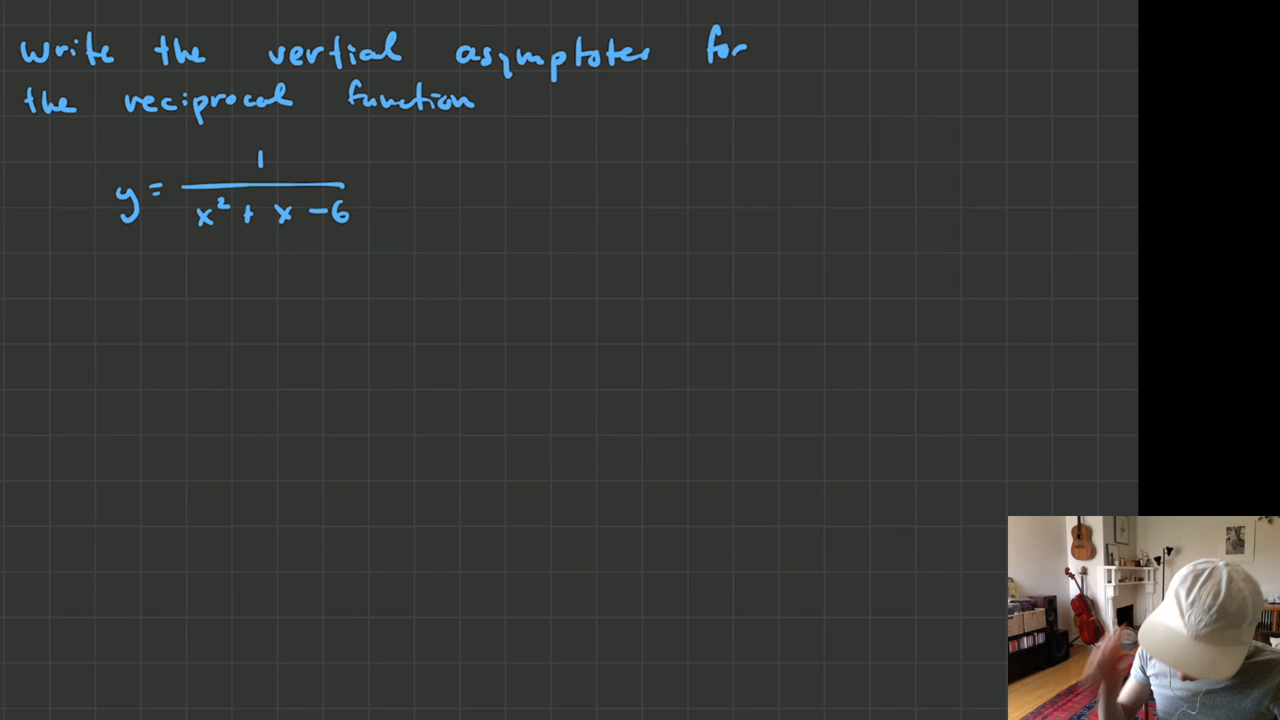 write the vertial asymptotes for
the reciprocal function
y = 1 / (x² + x - 6)